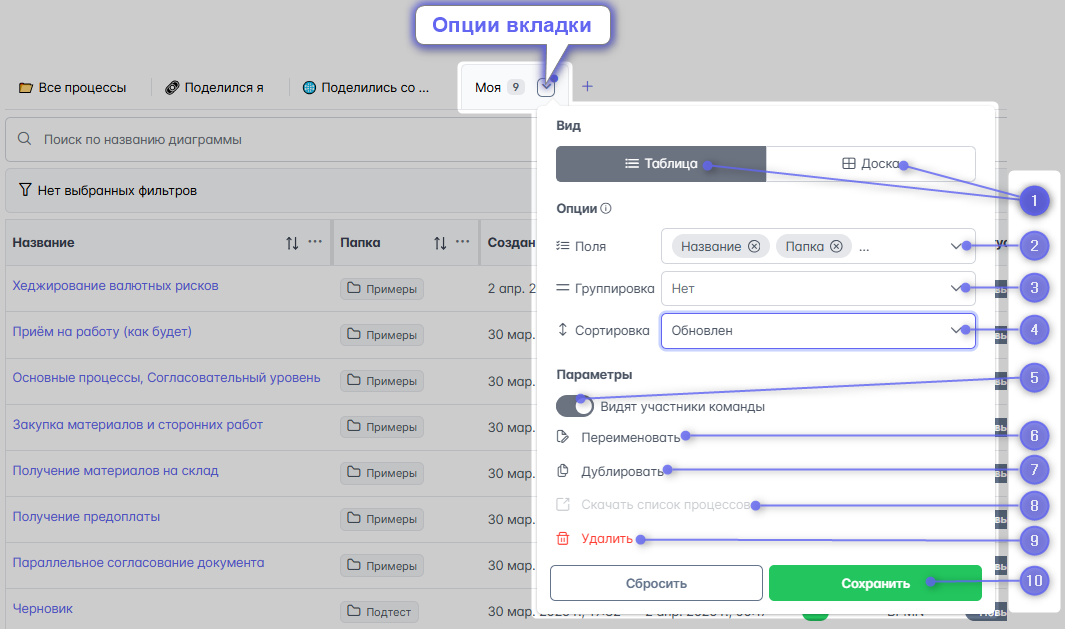 Опции вкладки
Все процессы
Поделился я
Поделились со ...
Моя 9
+
Поиск по названию диаграммы
Нет выбранных фильтров
Вид
Таблица
Доска
1
Опции
Поля
Название
Папка
...
2
Группировка
Нет
3
Сортировка
Обновлен
4
Параметры
Видят участники команды
5
Переименовать
6
Дублировать
7
Скачать список процессов
8
Удалить
9
Сбросить
Сохранить
10
Название ...
Папка ...
Создан
Хеджирование валютных рисков
Примеры
2 апр. 2
Приём на работу (как будет)
Примеры
30 мар.
Основные процессы, Согласовательный уровень
Примеры
30 мар.
Закупка материалов и сторонних работ
Примеры
30 мар.
Получение материалов на склад
Примеры
30 мар.
Получение предоплаты
Примеры
30 мар.
Параллельное согласование документа
Примеры
30 мар.
Черновик
Подтест
30 мар.